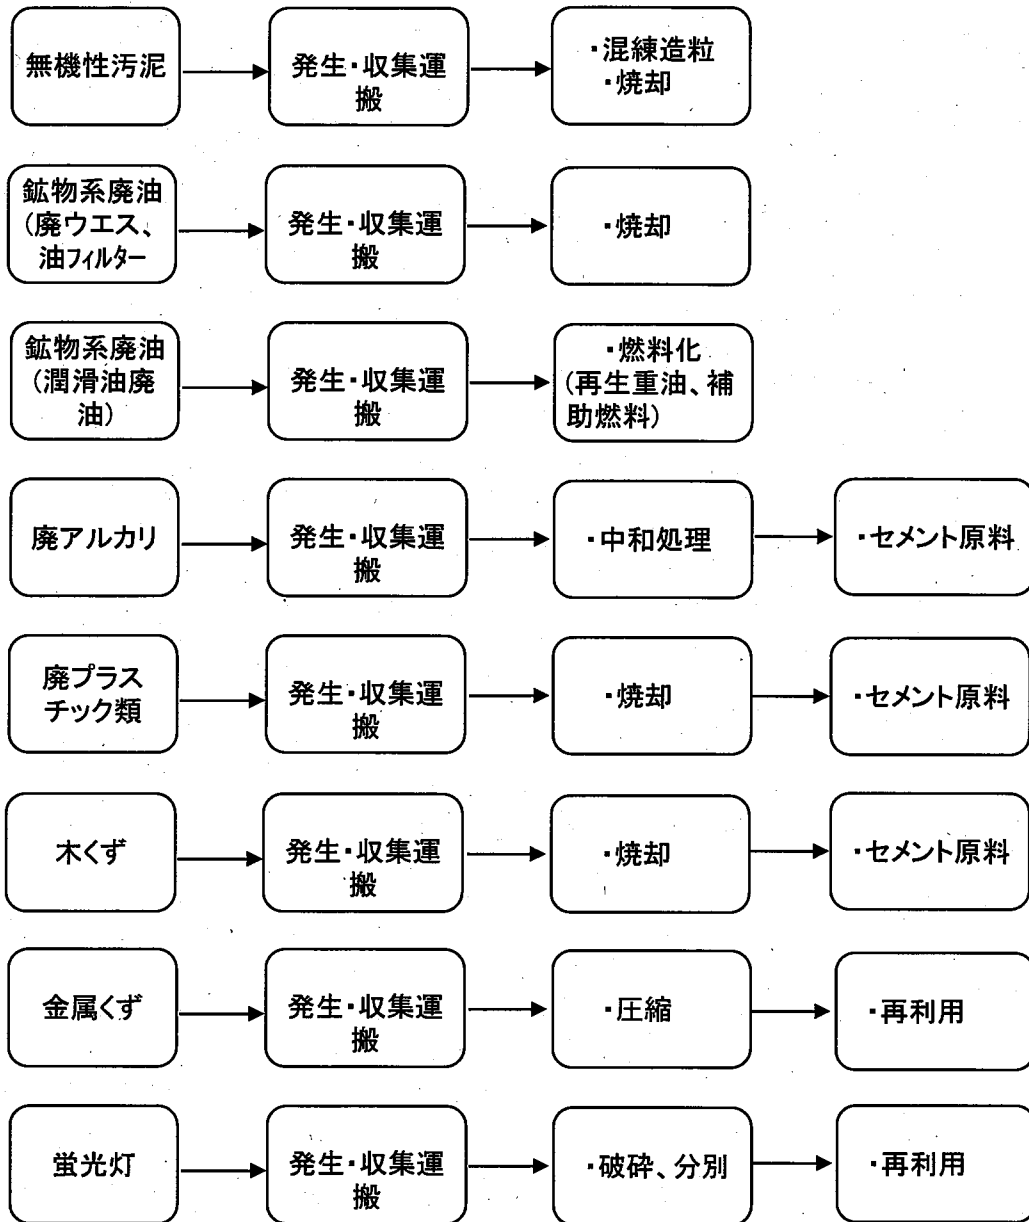 無機性汚泥
発生・収集運
搬
・混練造粒
・焼却
鉱物系廃油
(廃ウエス、
油フィルター
発生・収集運
搬
・焼却
鉱物系廃油
(潤滑油廃
油)
発生・収集運
搬
・燃料化
(再生重油、補
助燃料)
廃アルカリ
発生・収集運
搬
・中和処理
・セメント原料
廃プラス
チック類
発生・収集運
搬
・焼却
・セメント原料
木くず
発生・収集運
搬
・焼却
・セメント原料
金属くず
発生・収集運
搬
・圧縮
・再利用
蛍光灯
発生・収集運
搬
・破砕、分別
・再利用